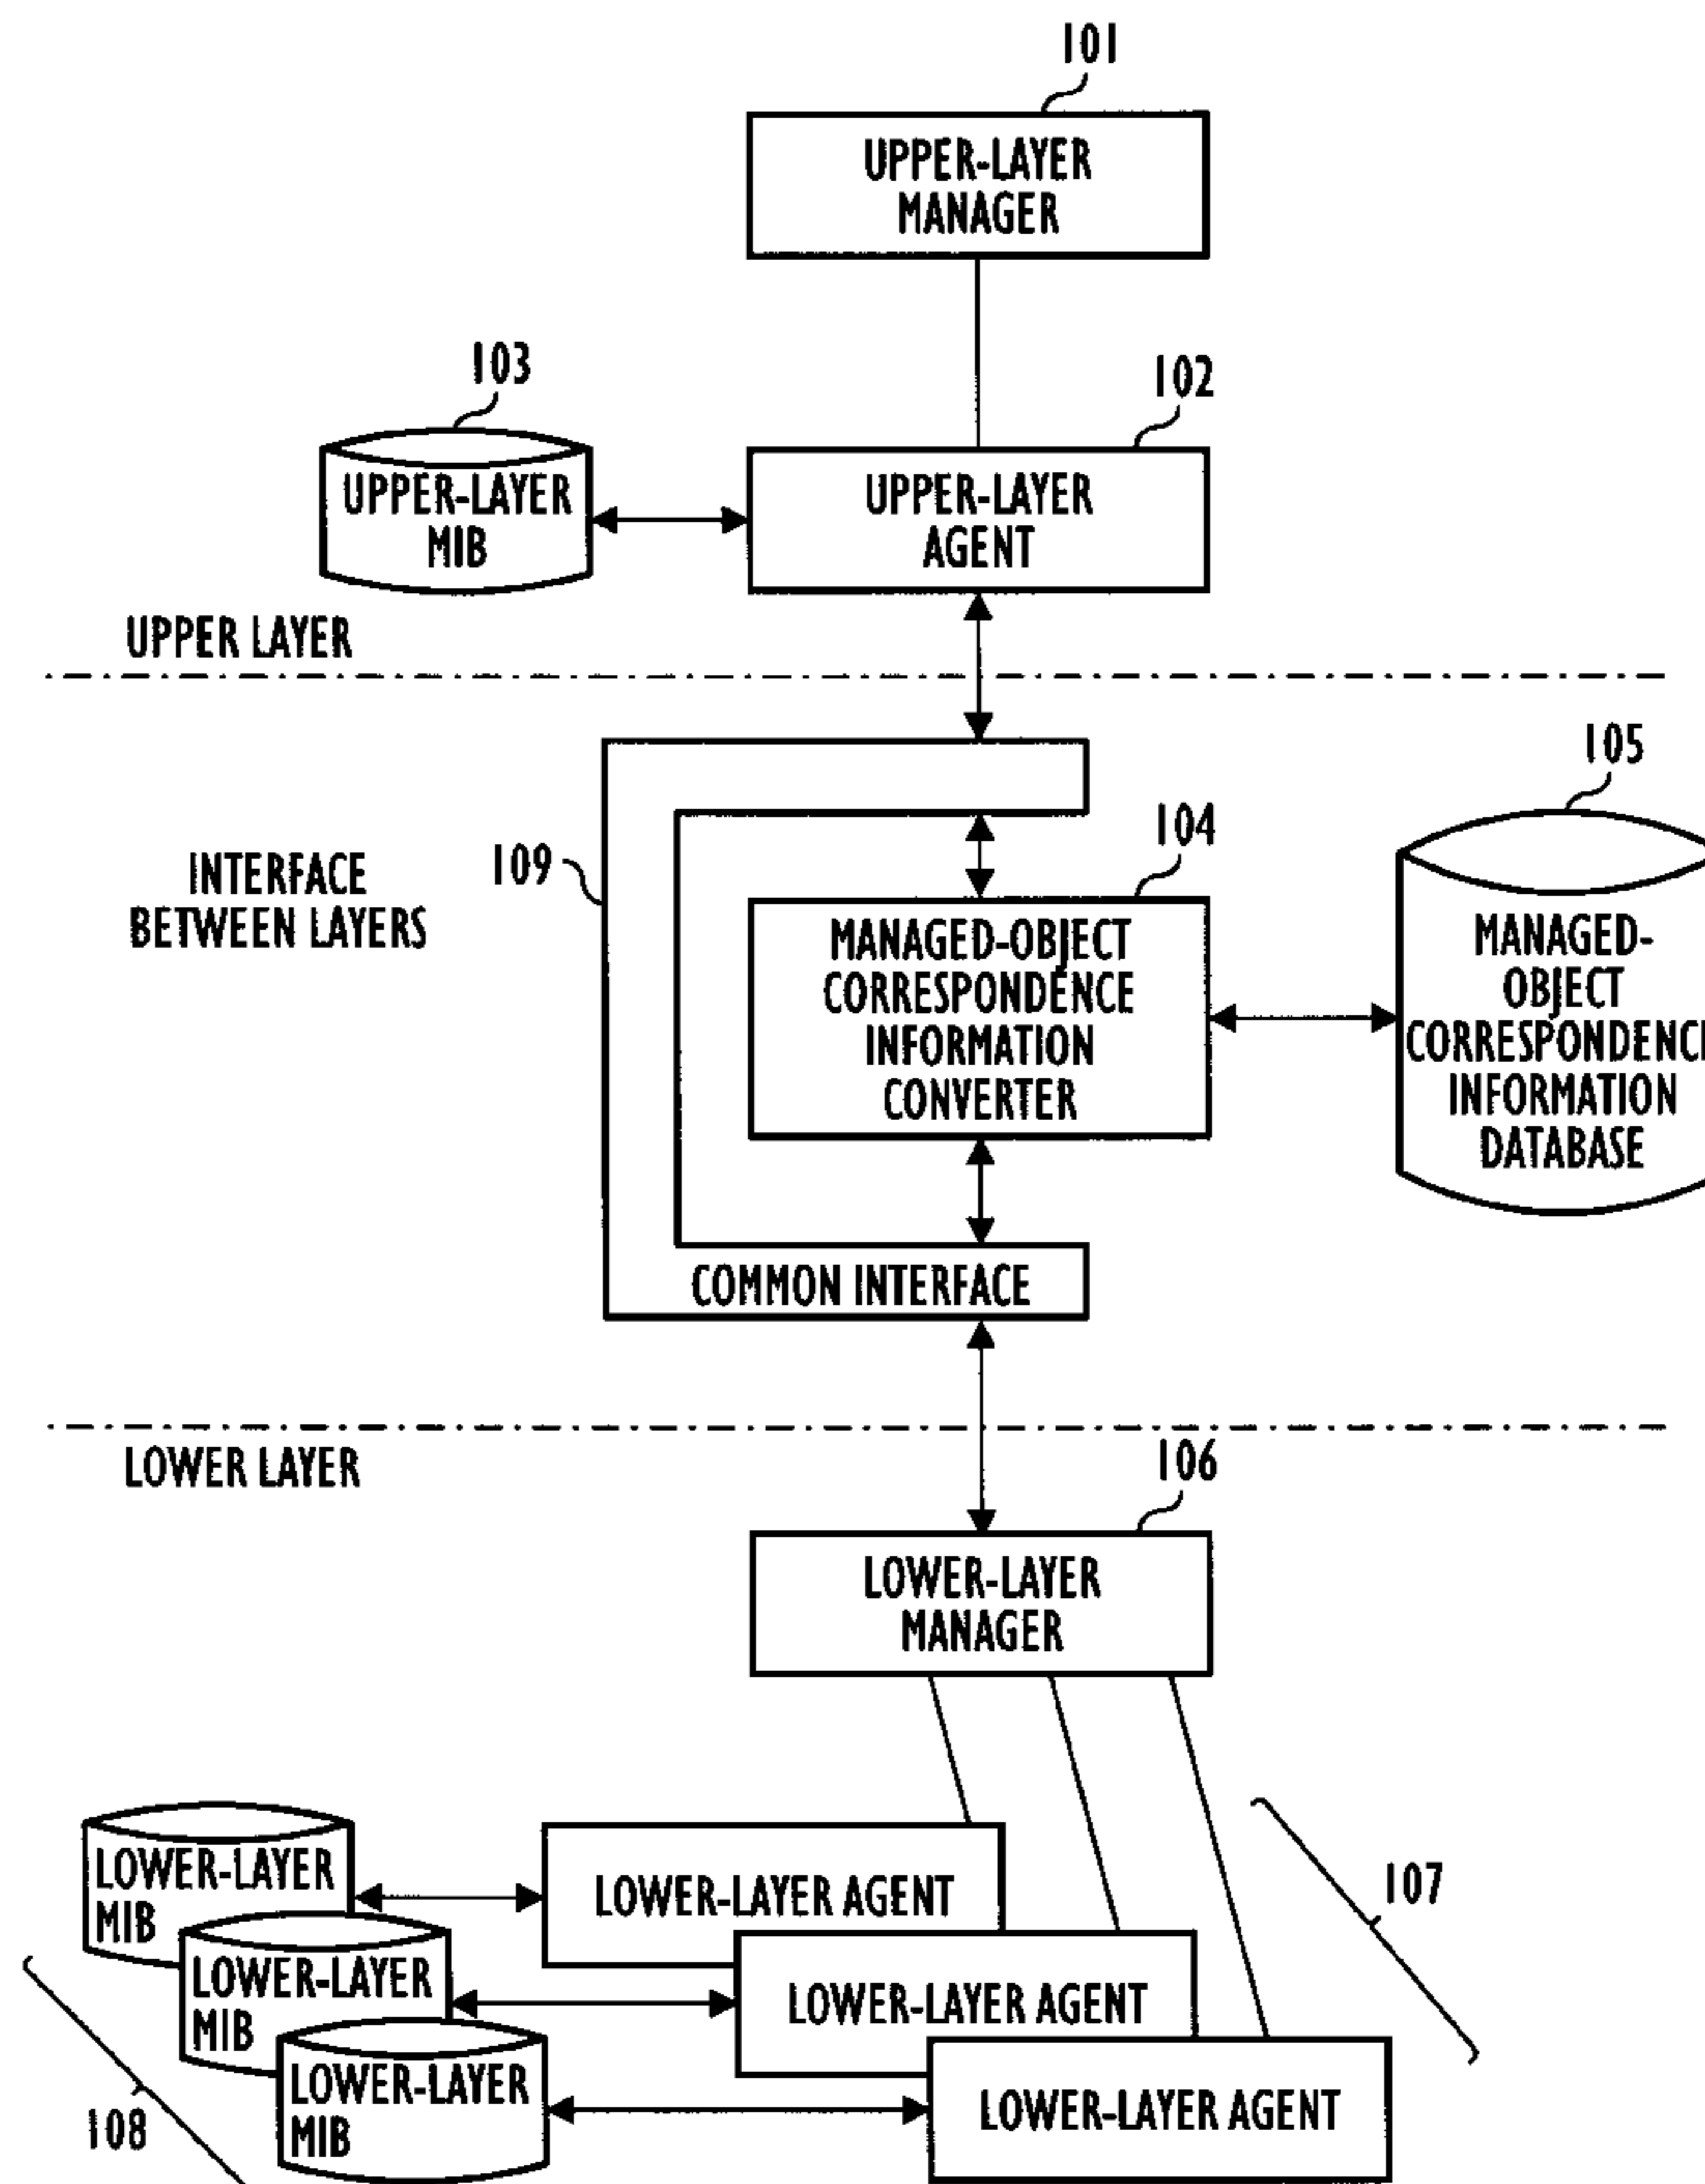 101
UPPER-LAYER
MANAGER
103
102
UPPER-LAYER
MIB
UPPER-LAYER
AGENT
UPPER LAYER
105
104
109
INTERFACE
BETWEEN LAYERS
MANAGED-OBJECT
CORRESPONDENCE
INFORMATION
CONVERTER
MANAGED-
OBJECT
CORRESPONDENCE
INFORMATION
DATABASE
COMMON INTERFACE
LOWER LAYER
106
LOWER-LAYER
MANAGER
LOWER-LAYER
MIB
LOWER-LAYER AGENT
107
LOWER-LAYER
MIB
LOWER-LAYER AGENT
LOWER-LAYER
MIB
LOWER-LAYER AGENT
108